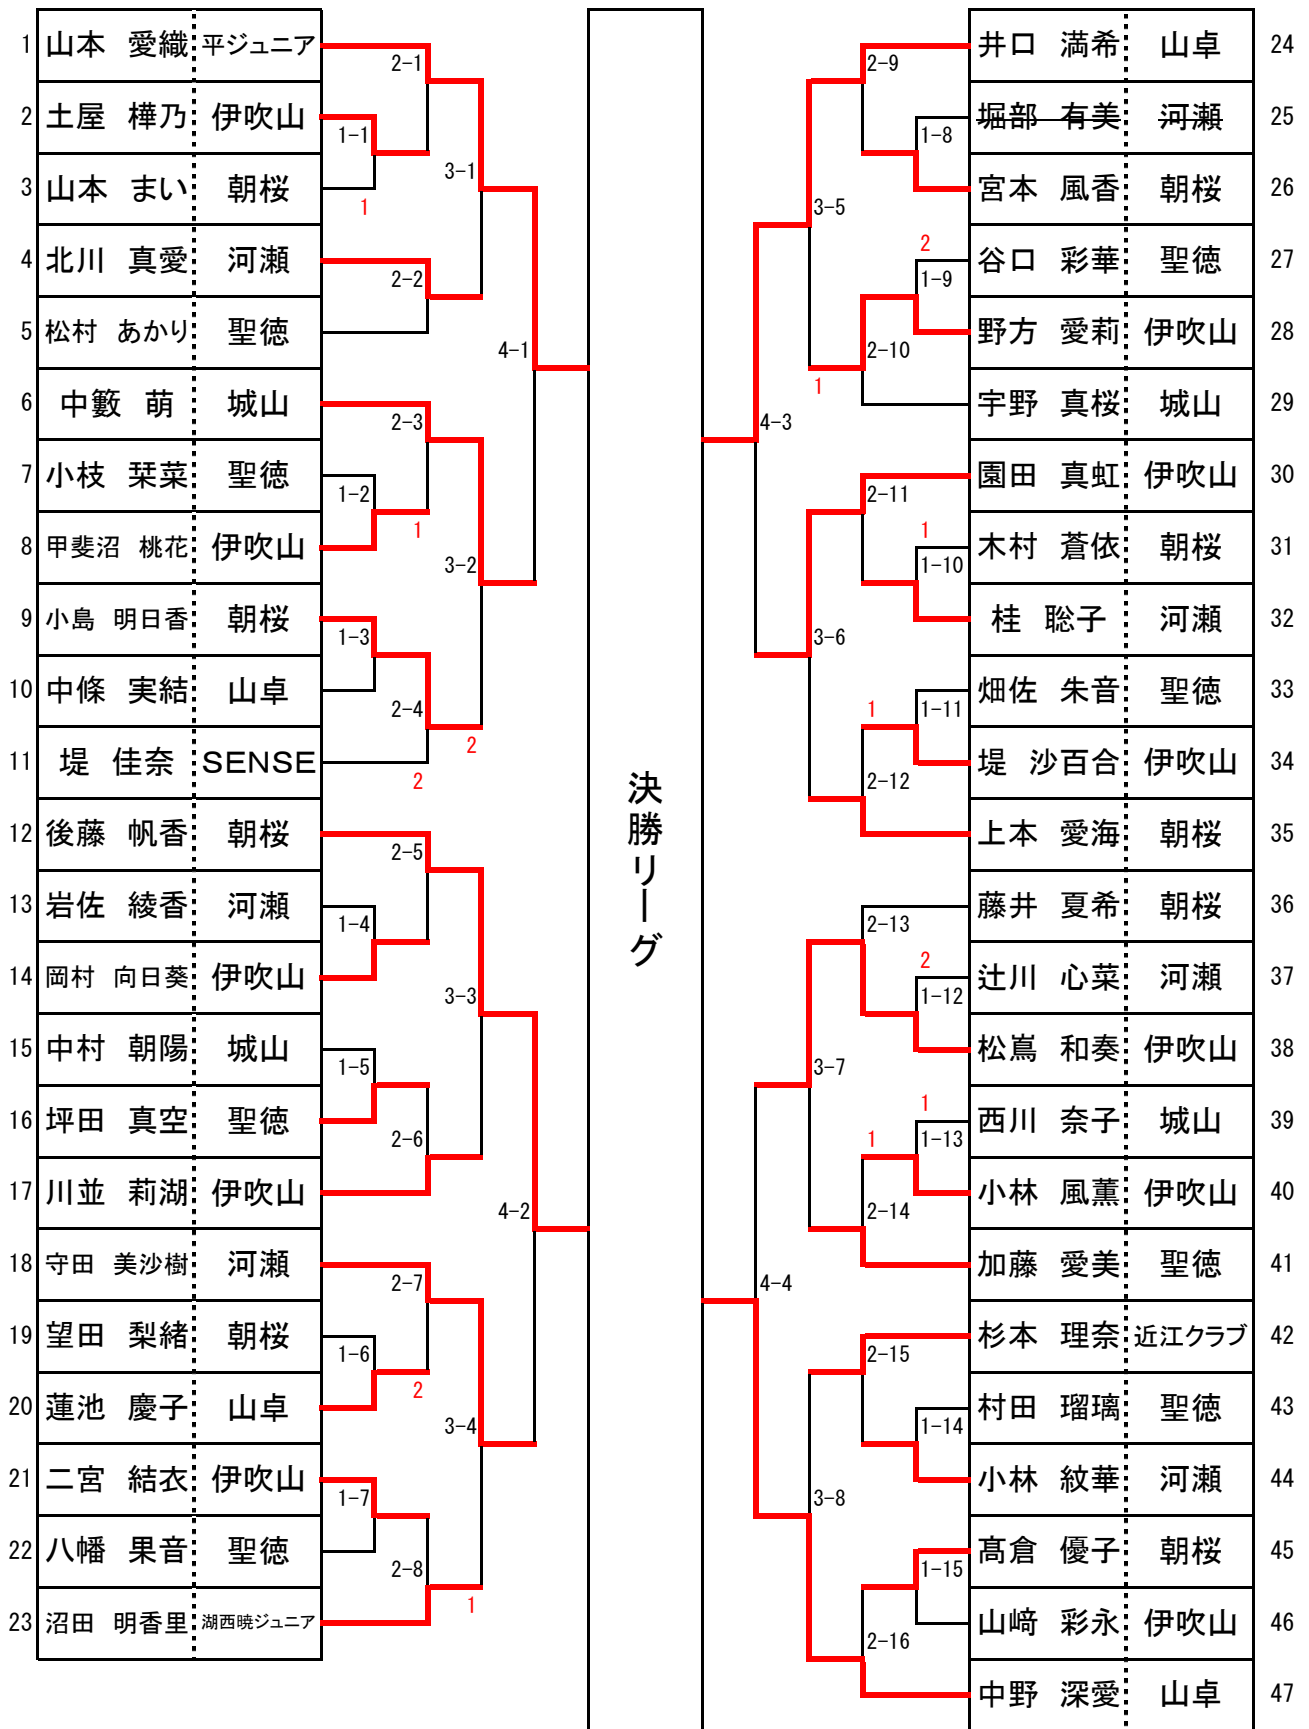 1 山本 愛織 平ジュニア
2 土屋 樺乃 伊吹山
3 山本 まい 朝桜
4 北川 真愛 河瀬
5 松村 あかり 聖徳
6 中籔 萌 城山
7 小枝 栞菜 聖徳
8 甲斐沼 桃花 伊吹山
9 小島 明日香 朝桜
10 中條 実結 山卓
11 堤 佳奈 SENSE
12 後藤 帆香 朝桜
13 岩佐 綾香 河瀬
14 岡村 向日葵 伊吹山
15 中村 朝陽 城山
16 坪田 真空 聖徳
17 川並 莉湖 伊吹山
18 守田 美沙樹 河瀬
19 望田 梨緒 朝桜
20 蓮池 慶子 山卓
21 二宮 結衣 伊吹山
22 八幡 果音 聖徳
23 沼田 明香里 湖西暁ジュニア
2-1
1-1
3-1
1
2-2
4-1
2-3
1-2
1
3-2
1-3
2-4
2
2
2-5
1-4
3-3
1-5
2-6
4-2
2-7
1-6
2
3-4
1-7
2-8
1
決勝リーグ
2-9
1-8
3-5
2
1-9
2-10
1
4-3
2-11
1
1-10
3-6
1
1-11
2-12
2-13
2
1-12
3-7
1
1
1-13
2-14
4-4
2-15
1-14
3-8
1-15
2-16
井口 満希 山卓 24
堀部 有美 河瀬 25
宮本 風香 朝桜 26
谷口 彩華 聖徳 27
野方 愛莉 伊吹山 28
宇野 真桜 城山 29
園田 真虹 伊吹山 30
木村 蒼依 朝桜 31
桂 聡子 河瀬 32
畑佐 朱音 聖徳 33
堤 沙百合 伊吹山 34
上本 愛海 朝桜 35
藤井 夏希 朝桜 36
辻川 心菜 河瀬 37
松嶌 和奏 伊吹山 38
西川 奈子 城山 39
小林 風薫 伊吹山 40
加藤 愛美 聖徳 41
杉本 理奈 近江クラブ 42
村田 瑠璃 聖徳 43
小林 紋華 河瀬 44
髙倉 優子 朝桜 45
山﨑 彩永 伊吹山 46
中野 深愛 山卓 47